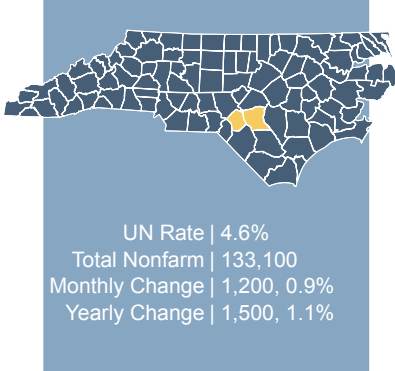 UN Rate | 4.6%
Total Nonfarm | 133,100
Monthly Change | 1,200, 0.9%
Yearly Change | 1,500, 1.1%